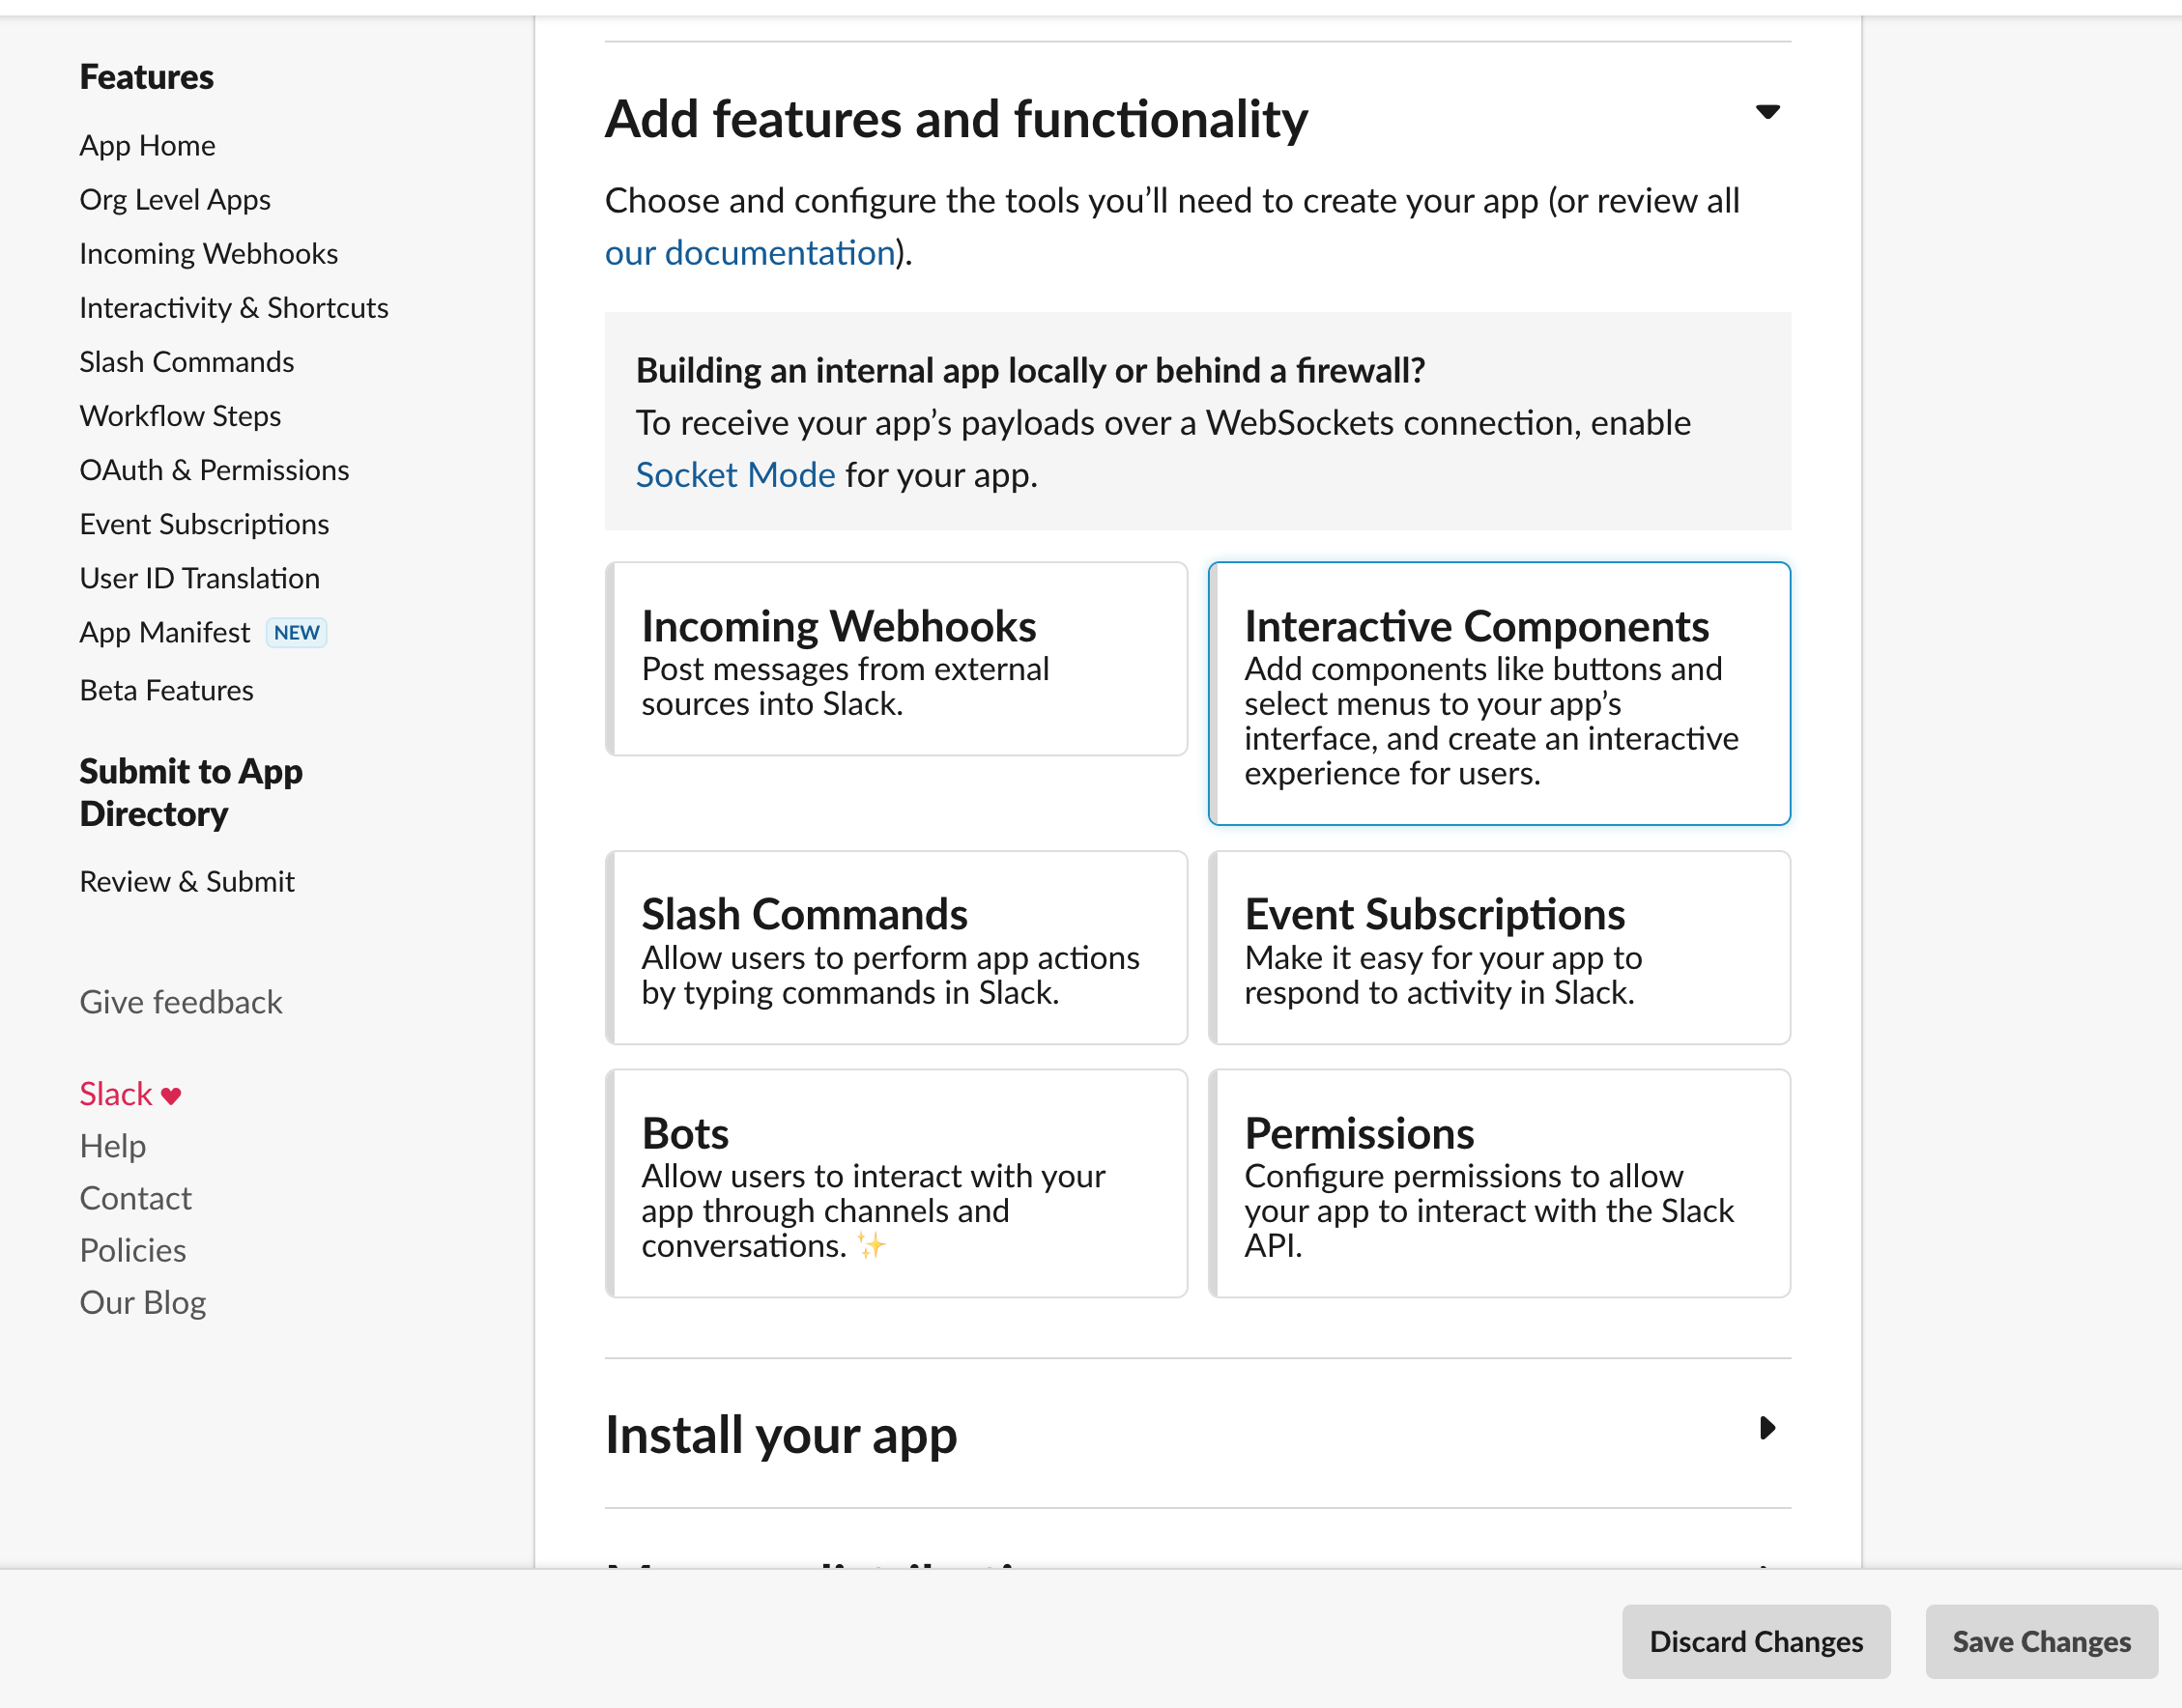 Features
App Home
Org Level Apps
Incoming Webhooks
Interactivity & Shortcuts
Slash Commands
Workflow Steps
OAuth & Permissions
Event Subscriptions
User ID Translation
App Manifest NEW
Beta Features
Submit to App
Directory
Review & Submit
Give feedback
Slack ♥
Help
Contact
Policies
Our Blog
Add features and functionality
Choose and configure the tools you’ll need to create your app (or review all
our documentation).
Building an internal app locally or behind a firewall?
To receive your app’s payloads over a WebSockets connection, enable
Socket Mode for your app.
Incoming Webhooks
Post messages from external
sources into Slack.
Interactive Components
Add components like buttons and
select menus to your app’s
interface, and create an interactive
experience for users.
Slash Commands
Allow users to perform app actions
by typing commands in Slack.
Event Subscriptions
Make it easy for your app to
respond to activity in Slack.
Bots
Allow users to interact with your
app through channels and
conversations. ✨
Permissions
Configure permissions to allow
your app to interact with the Slack
API.
Install your app
Discard Changes
Save Changes